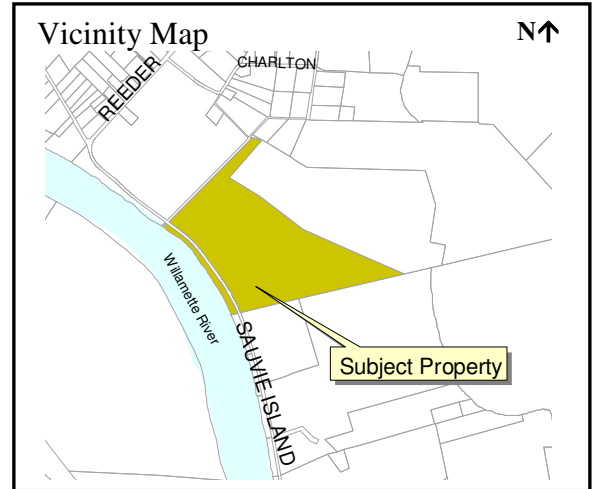 Vicinity Map
N↑
CHARLTON
REEDER
Willamette River
SAUVIE ISLAND
Subject Property